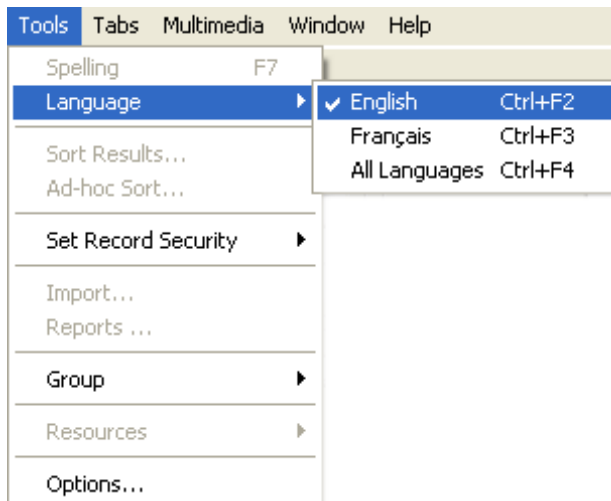 Tools Tabs Multimedia Window Help
Spelling F7
Language
English Ctrl+F2
Français Ctrl+F3
All Languages Ctrl+F4
Sort Results...
Ad-hoc Sort...
Set Record Security
Import...
Reports ...
Group
Resources
Options...